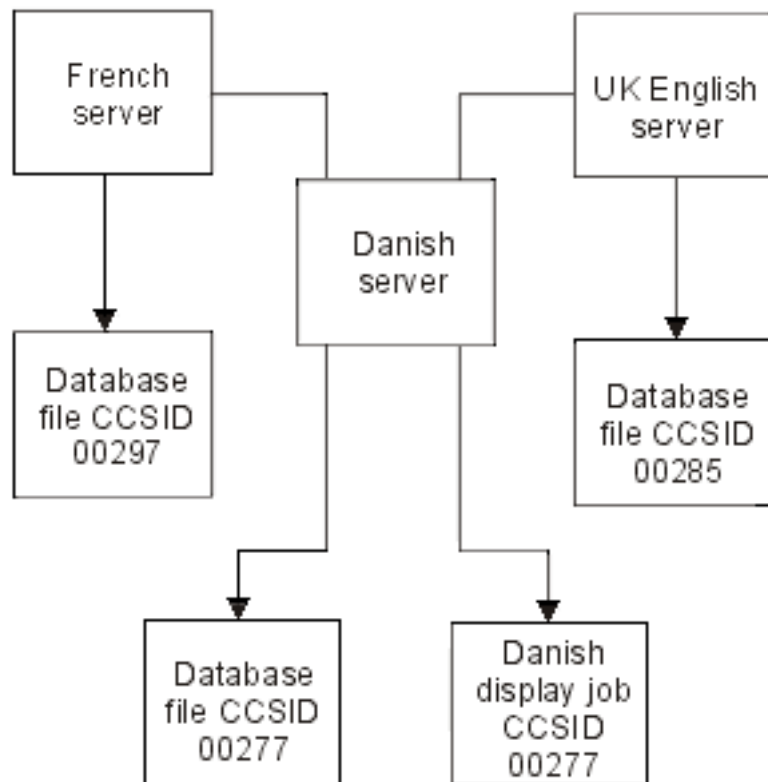 French
server
UK English
server
Danish
server
Database
file CCSID
00297
Database
file CCSID
00285
Database
file CCSID
00277
Danish
display job
CCSID
00277